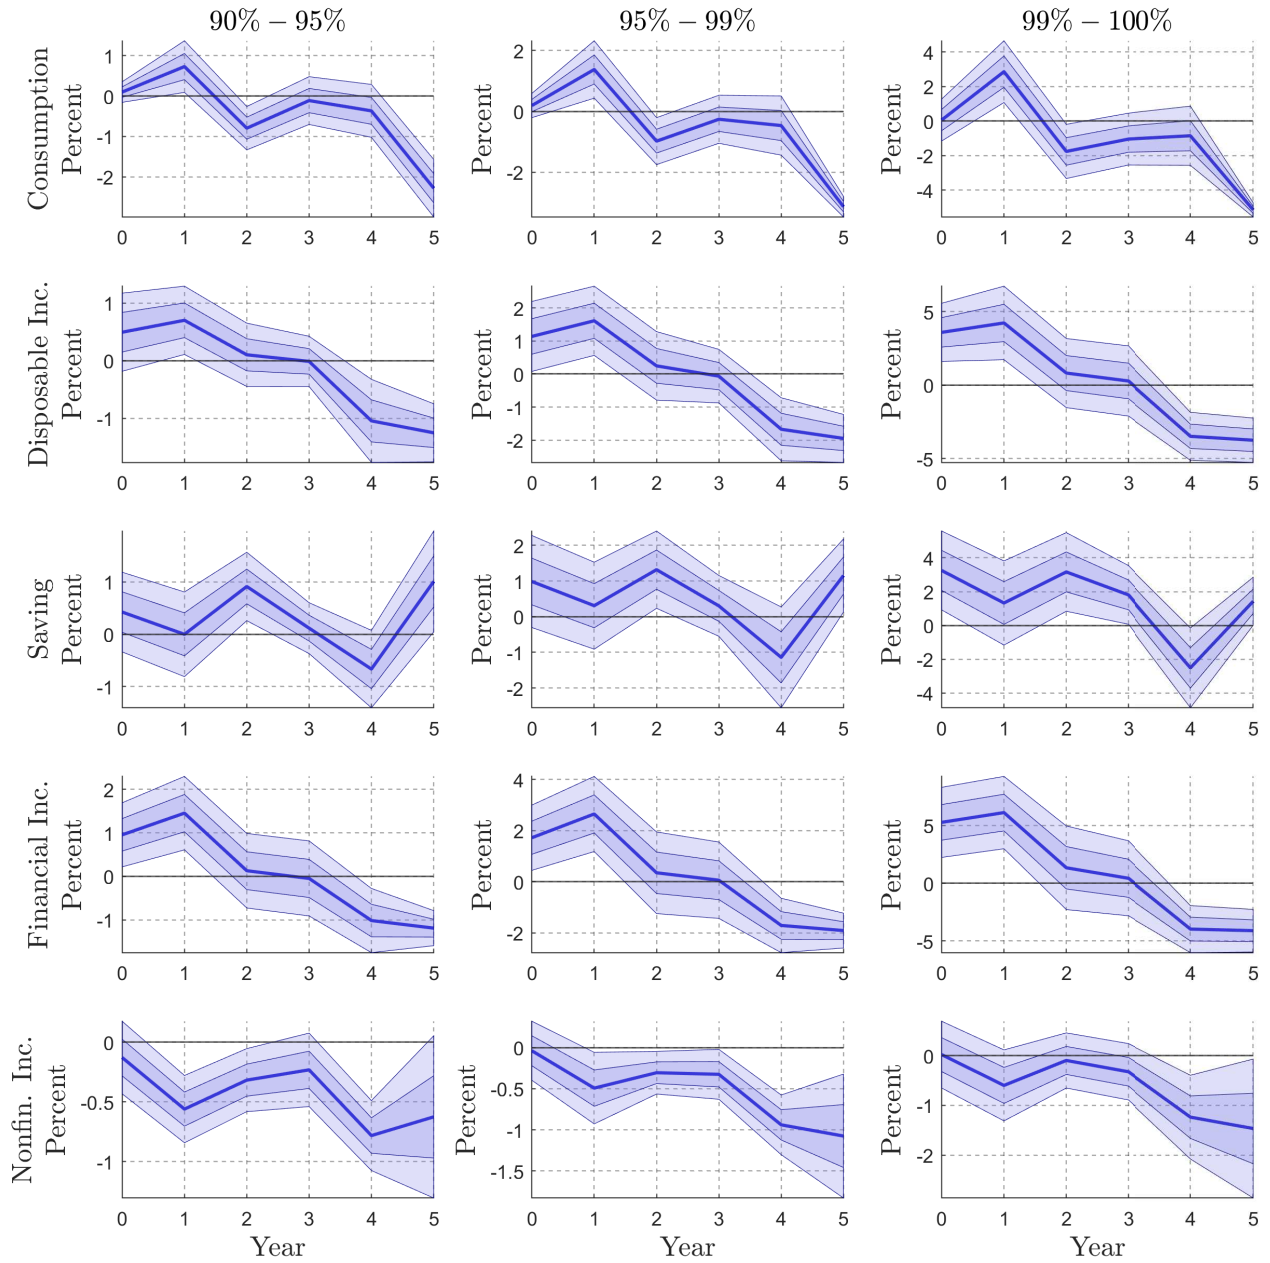 90% – 95% 95% – 99% 99% – 100%
Consumption
Percent
1
0
-1
-2
0 1 2 3 4 5
Percent
2
0
-2
0 1 2 3 4 5
Percent
4
2
0
-2
-4
0 1 2 3 4 5
Disposable Inc.
Percent
1
0
-1
0 1 2 3 4 5
Percent
2
1
0
-1
-2
0 1 2 3 4 5
Percent
5
0
-5
0 1 2 3 4 5
Saving
Percent
1
0
-1
0 1 2 3 4 5
Percent
2
1
0
-1
-2
0 1 2 3 4 5
Percent
4
2
0
-2
-4
0 1 2 3 4 5
Financial Inc.
Percent
2
1
0
-1
0 1 2 3 4 5
Percent
4
2
0
-2
0 1 2 3 4 5
Percent
5
0
-5
0 1 2 3 4 5
Nonfin. Inc.
Percent
0
-0.5
-1
0 1 2 3 4 5
Year
Percent
0
-0.5
-1
-1.5
0 1 2 3 4 5
Year
Percent
0
-1
-2
0 1 2 3 4 5
Year